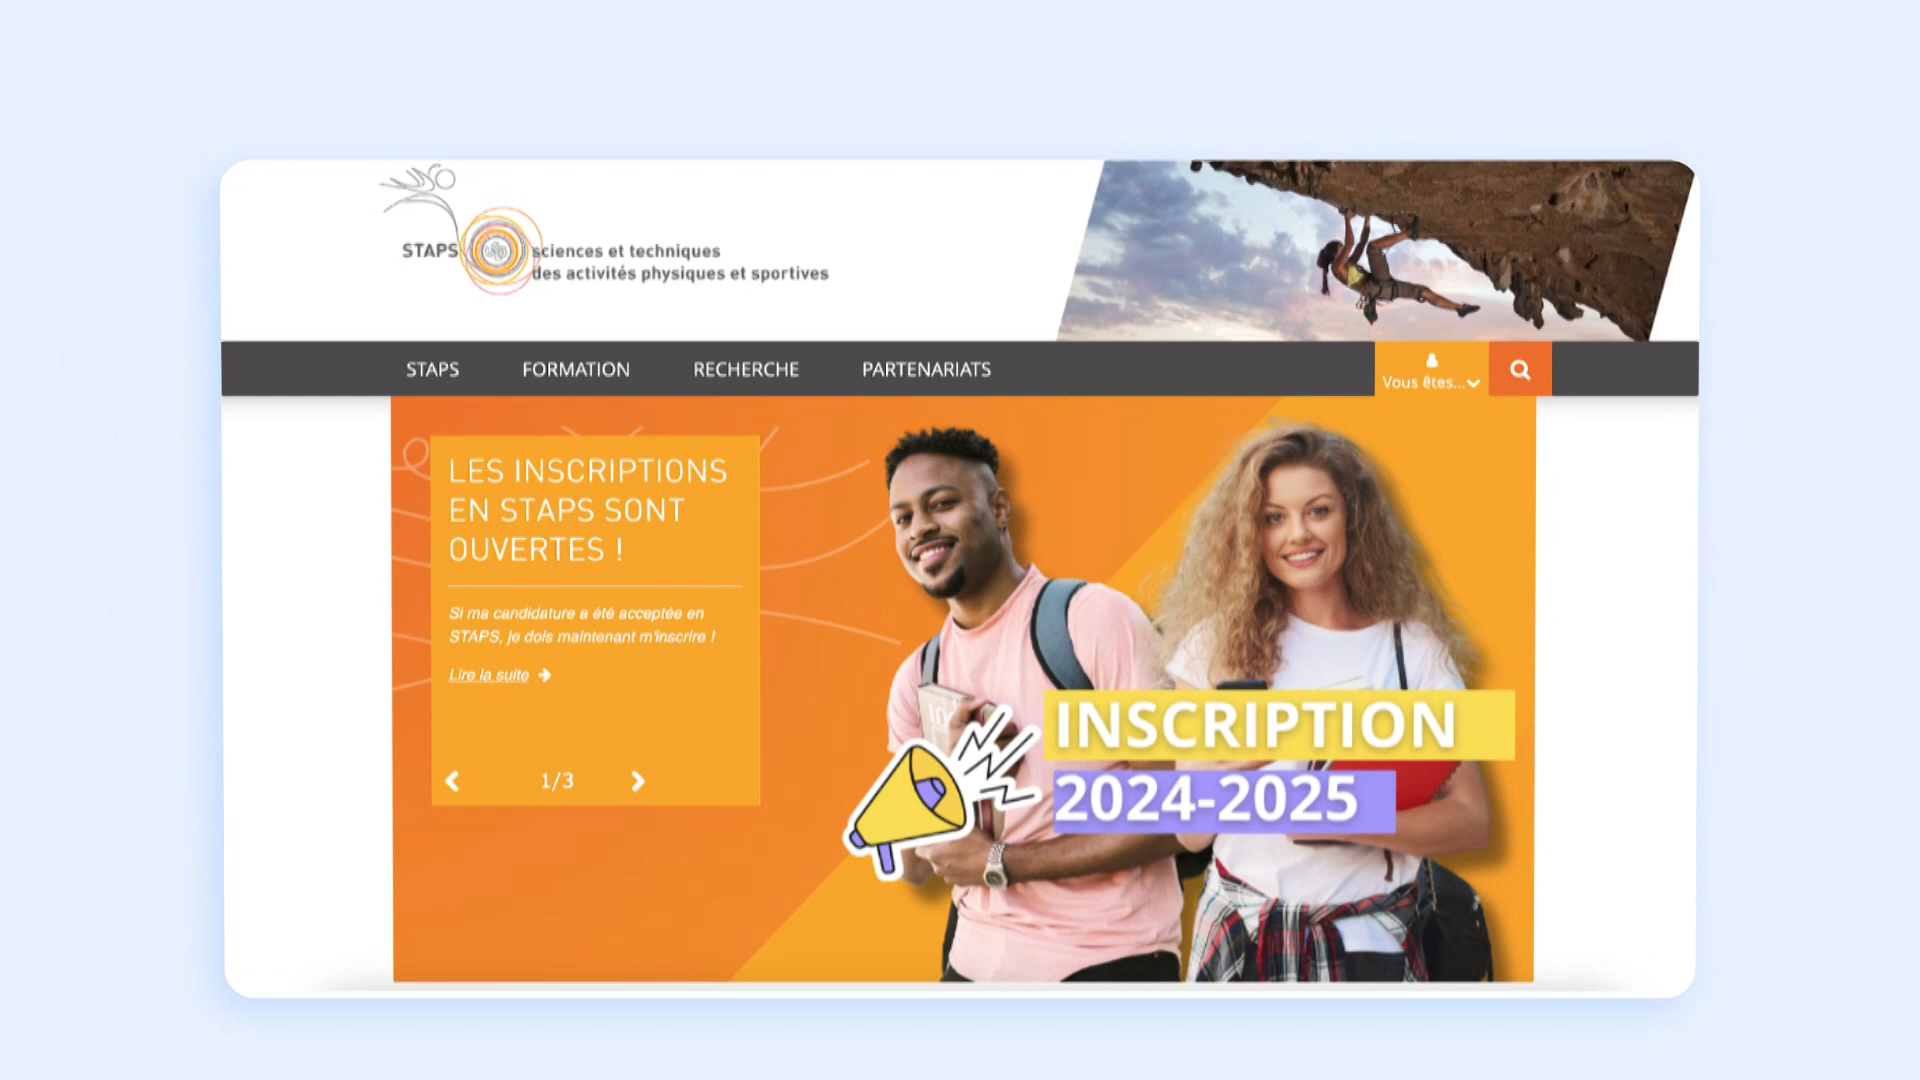 STAPS
sciences et techniques
des activités physiques et sportives
STAPS FORMATION RECHERCHE PARTENARIATS
Vous êtes...
LES INSCRIPTIONS
EN STAPS SONT
OUVERTES !
Si ma candidature a été acceptée en
STAPS, je dois maintenant m'inscrire !
Lire la suite
1/3
INSCRIPTION
2024-2025